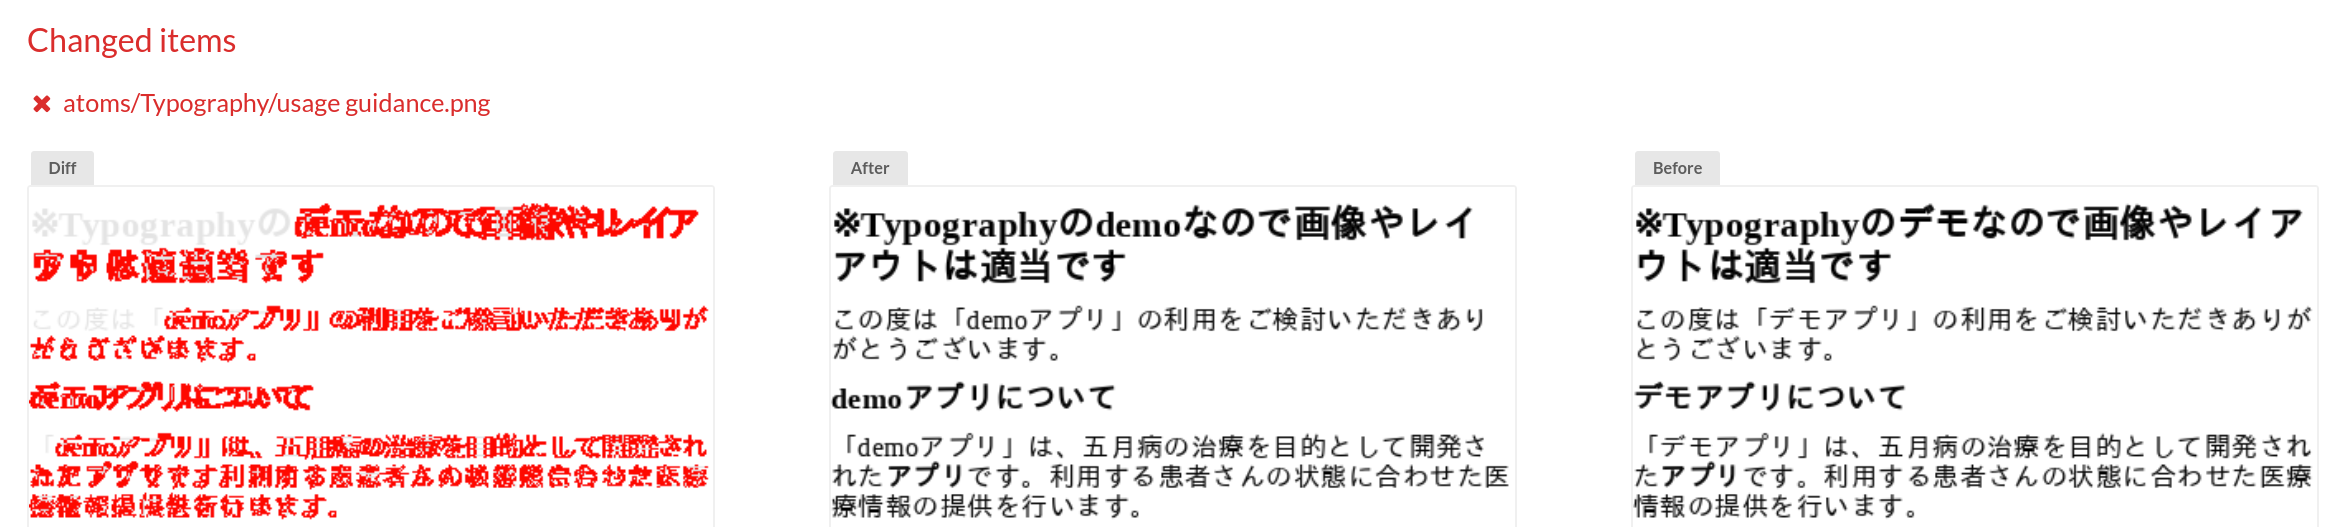 Changed items
✖ atoms/Typography/usage guidance.png
Diff
※Typographyの
この度は「
After
※Typographyのdemoなので画像やレイ
アウトは適当です
この度は「demoアプリ」の利用をご検討いただきあり
がとうございます。
demoアプリについて
「demoアプリ」は、五月病の治療を目的として開発さ
れたアプリです。利用する患者さんの状態に合わせた医
療情報の提供を行います。
Before
※Typographyのデモなので画像やレイア
ウトは適当です
この度は「デモアプリ」の利用をご検討いただきありが
とうございます。
デモアプリについて
「デモアプリ」は、五月病の治療を目的として開発され
たアプリです。利用する患者さんの状態に合わせた医療
情報の提供を行います。